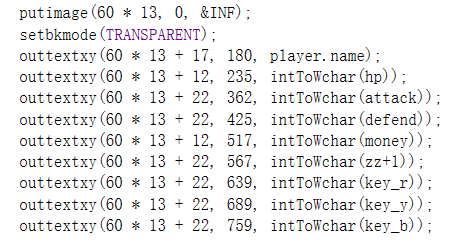 putimage(60 * 13, 0, &INF);
setbkmode(TRANSPARENT);
outtextxy(60 * 13 + 17, 180, player.name);
outtextxy(60 * 13 + 12, 235, intToWchar(hp));
outtextxy(60 * 13 + 22, 362, intToWchar(attack));
outtextxy(60 * 13 + 22, 425, intToWchar(defend));
outtextxy(60 * 13 + 12, 517, intToWchar(money));
outtextxy(60 * 13 + 22, 567, intToWchar(zz+1));
outtextxy(60 * 13 + 22, 639, intToWchar(key_r));
outtextxy(60 * 13 + 22, 689, intToWchar(key_y));
outtextxy(60 * 13 + 22, 759, intToWchar(key_b));